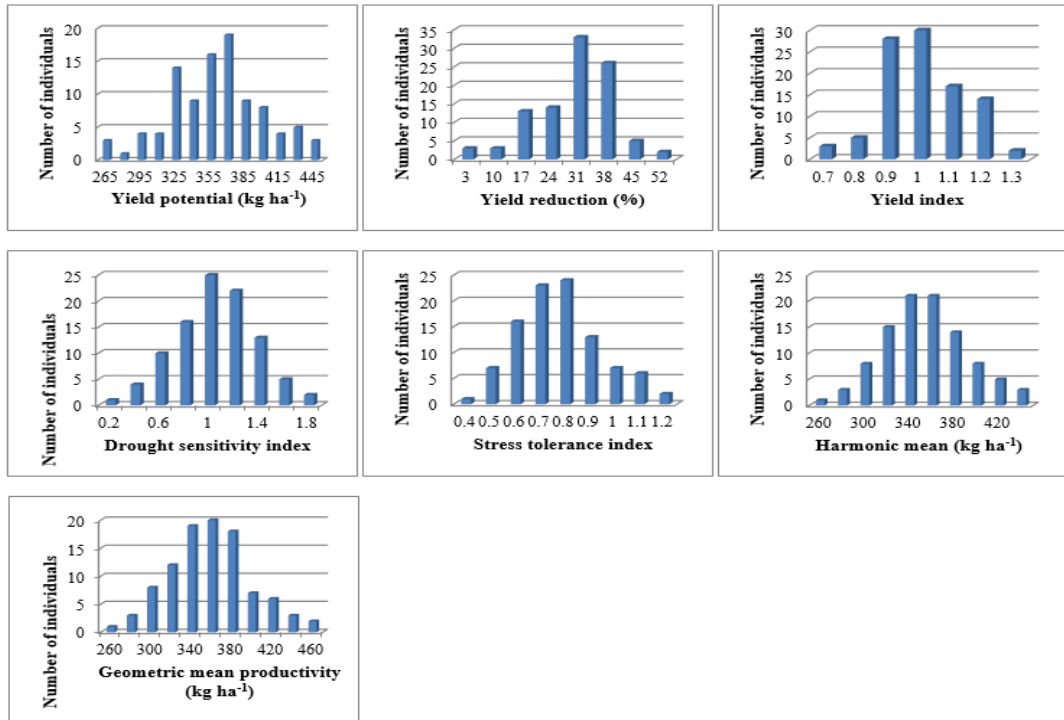 Number of individuals
20
15
10
5
0
265 295 325 355 385 415 445
Yield potential (kg ha⁻¹)
Number of individuals
35
30
25
20
15
10
5
0
3 10 17 24 31 38 45 52
Yield reduction (%)
Number of individuals
30
25
20
15
10
5
0
0.7 0.8 0.9 1 1.1 1.2 1.3
Yield index
Number of individuals
25
20
15
10
5
0
0.2 0.6 1 1.4 1.8
Drought sensitivity index
Number of individuals
25
20
15
10
5
0
0.4 0.5 0.6 0.7 0.8 0.9 1 1.1 1.2
Stress tolerance index
Number of individuals
25
20
15
10
5
0
260 300 340 380 420
Harmonic mean (kg ha⁻¹)
Number of individuals
20
15
10
5
0
260 300 340 380 420 460
Geometric mean productivity
(kg ha⁻¹)